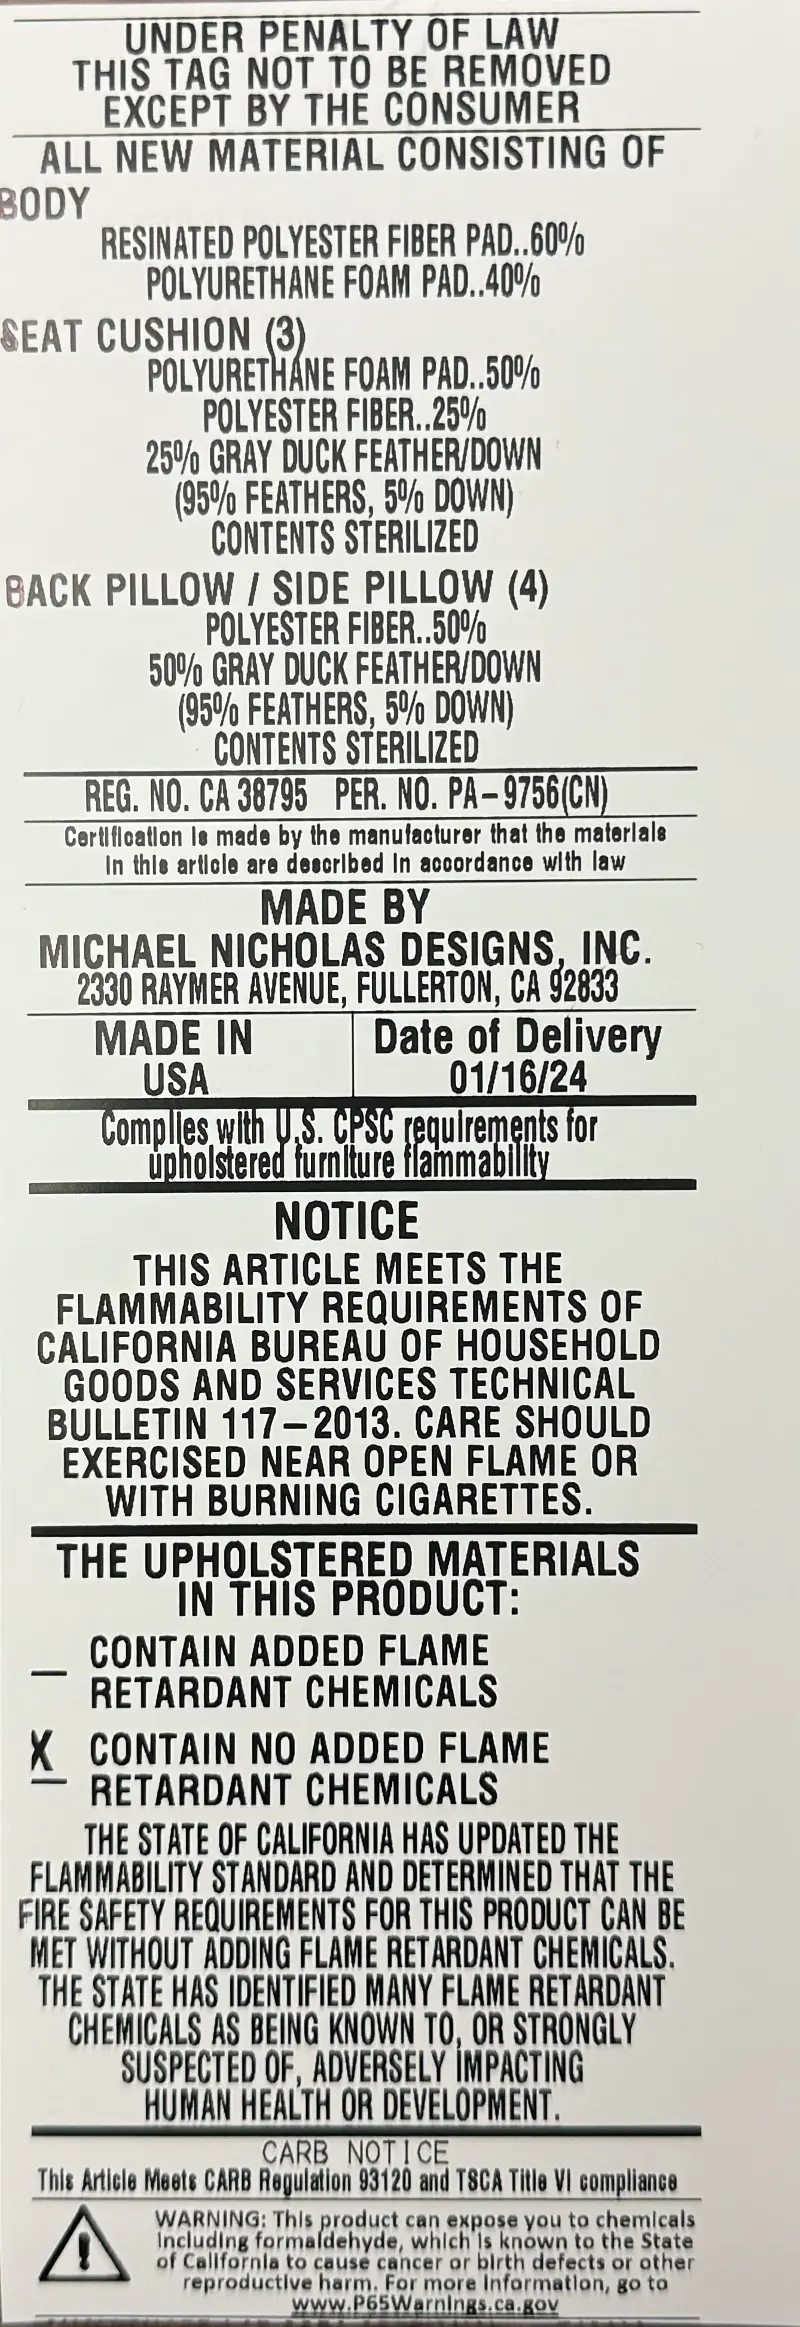 UNDER PENALTY OF LAW
THIS TAG NOT TO BE REMOVED
EXCEPT BY THE CONSUMER
ALL NEW MATERIAL CONSISTING OF
BODY
RESINATED POLYESTER FIBER PAD..60%
POLYURETHANE FOAM PAD..40%
SEAT CUSHION (3)
POLYURETHANE FOAM PAD..50%
POLYESTER FIBER..25%
25% GRAY DUCK FEATHER/DOWN
(95% FEATHERS, 5% DOWN)
CONTENTS STERILIZED
BACK PILLOW / SIDE PILLOW (4)
POLYESTER FIBER..50%
50% GRAY DUCK FEATHER/DOWN
(95% FEATHERS, 5% DOWN)
CONTENTS STERILIZED
REG. NO. CA 38795 PER. NO. PA-9756(CN)
Certification is made by the manufacturer that the materials
in this article are described in accordance with law
MADE BY
MICHAEL NICHOLAS DESIGNS, INC.
2330 RAYMER AVENUE, FULLERTON, CA 92833
MADE IN
USA
Date of Delivery
01/16/24
Complies with U.S. CPSC requirements for
upholstered furniture flammability
NOTICE
THIS ARTICLE MEETS THE
FLAMMABILITY REQUIREMENTS OF
CALIFORNIA BUREAU OF HOUSEHOLD
GOODS AND SERVICES TECHNICAL
BULLETIN 117-2013. CARE SHOULD
EXERCISED NEAR OPEN FLAME OR
WITH BURNING CIGARETTES.
THE UPHOLSTERED MATERIALS
IN THIS PRODUCT:
_ CONTAIN ADDED FLAME
RETARDANT CHEMICALS
X CONTAIN NO ADDED FLAME
RETARDANT CHEMICALS
THE STATE OF CALIFORNIA HAS UPDATED THE
FLAMMABILITY STANDARD AND DETERMINED THAT THE
FIRE SAFETY REQUIREMENTS FOR THIS PRODUCT CAN BE
MET WITHOUT ADDING FLAME RETARDANT CHEMICALS.
THE STATE HAS IDENTIFIED MANY FLAME RETARDANT
CHEMICALS AS BEING KNOWN TO, OR STRONGLY
SUSPECTED OF, ADVERSELY IMPACTING
HUMAN HEALTH OR DEVELOPMENT.
CARB NOTICE
This Article Meets CARB Regulation 93120 and TSCA Title VI compliance
WARNING: This product can expose you to chemicals
including formaldehyde, which is known to the State
of California to cause cancer or birth defects or other
reproductive harm. For more information, go to
www.P65Warnings.ca.gov